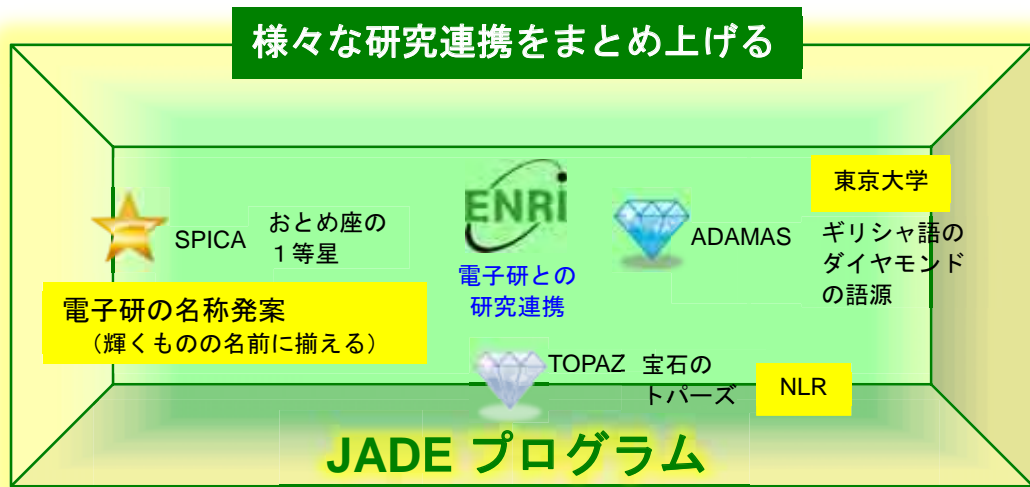 様々な研究連携をまとめ上げる
東京大学
ENRI
SPICA
おとめ座の
１等星
ADAMAS
ギリシャ語の
ダイヤモンド
の語源
電子研との
研究連携
電子研の名称発案
（輝くものの名前に揃える）
TOPAZ
宝石の
トパーズ
NLR
JADE プログラム